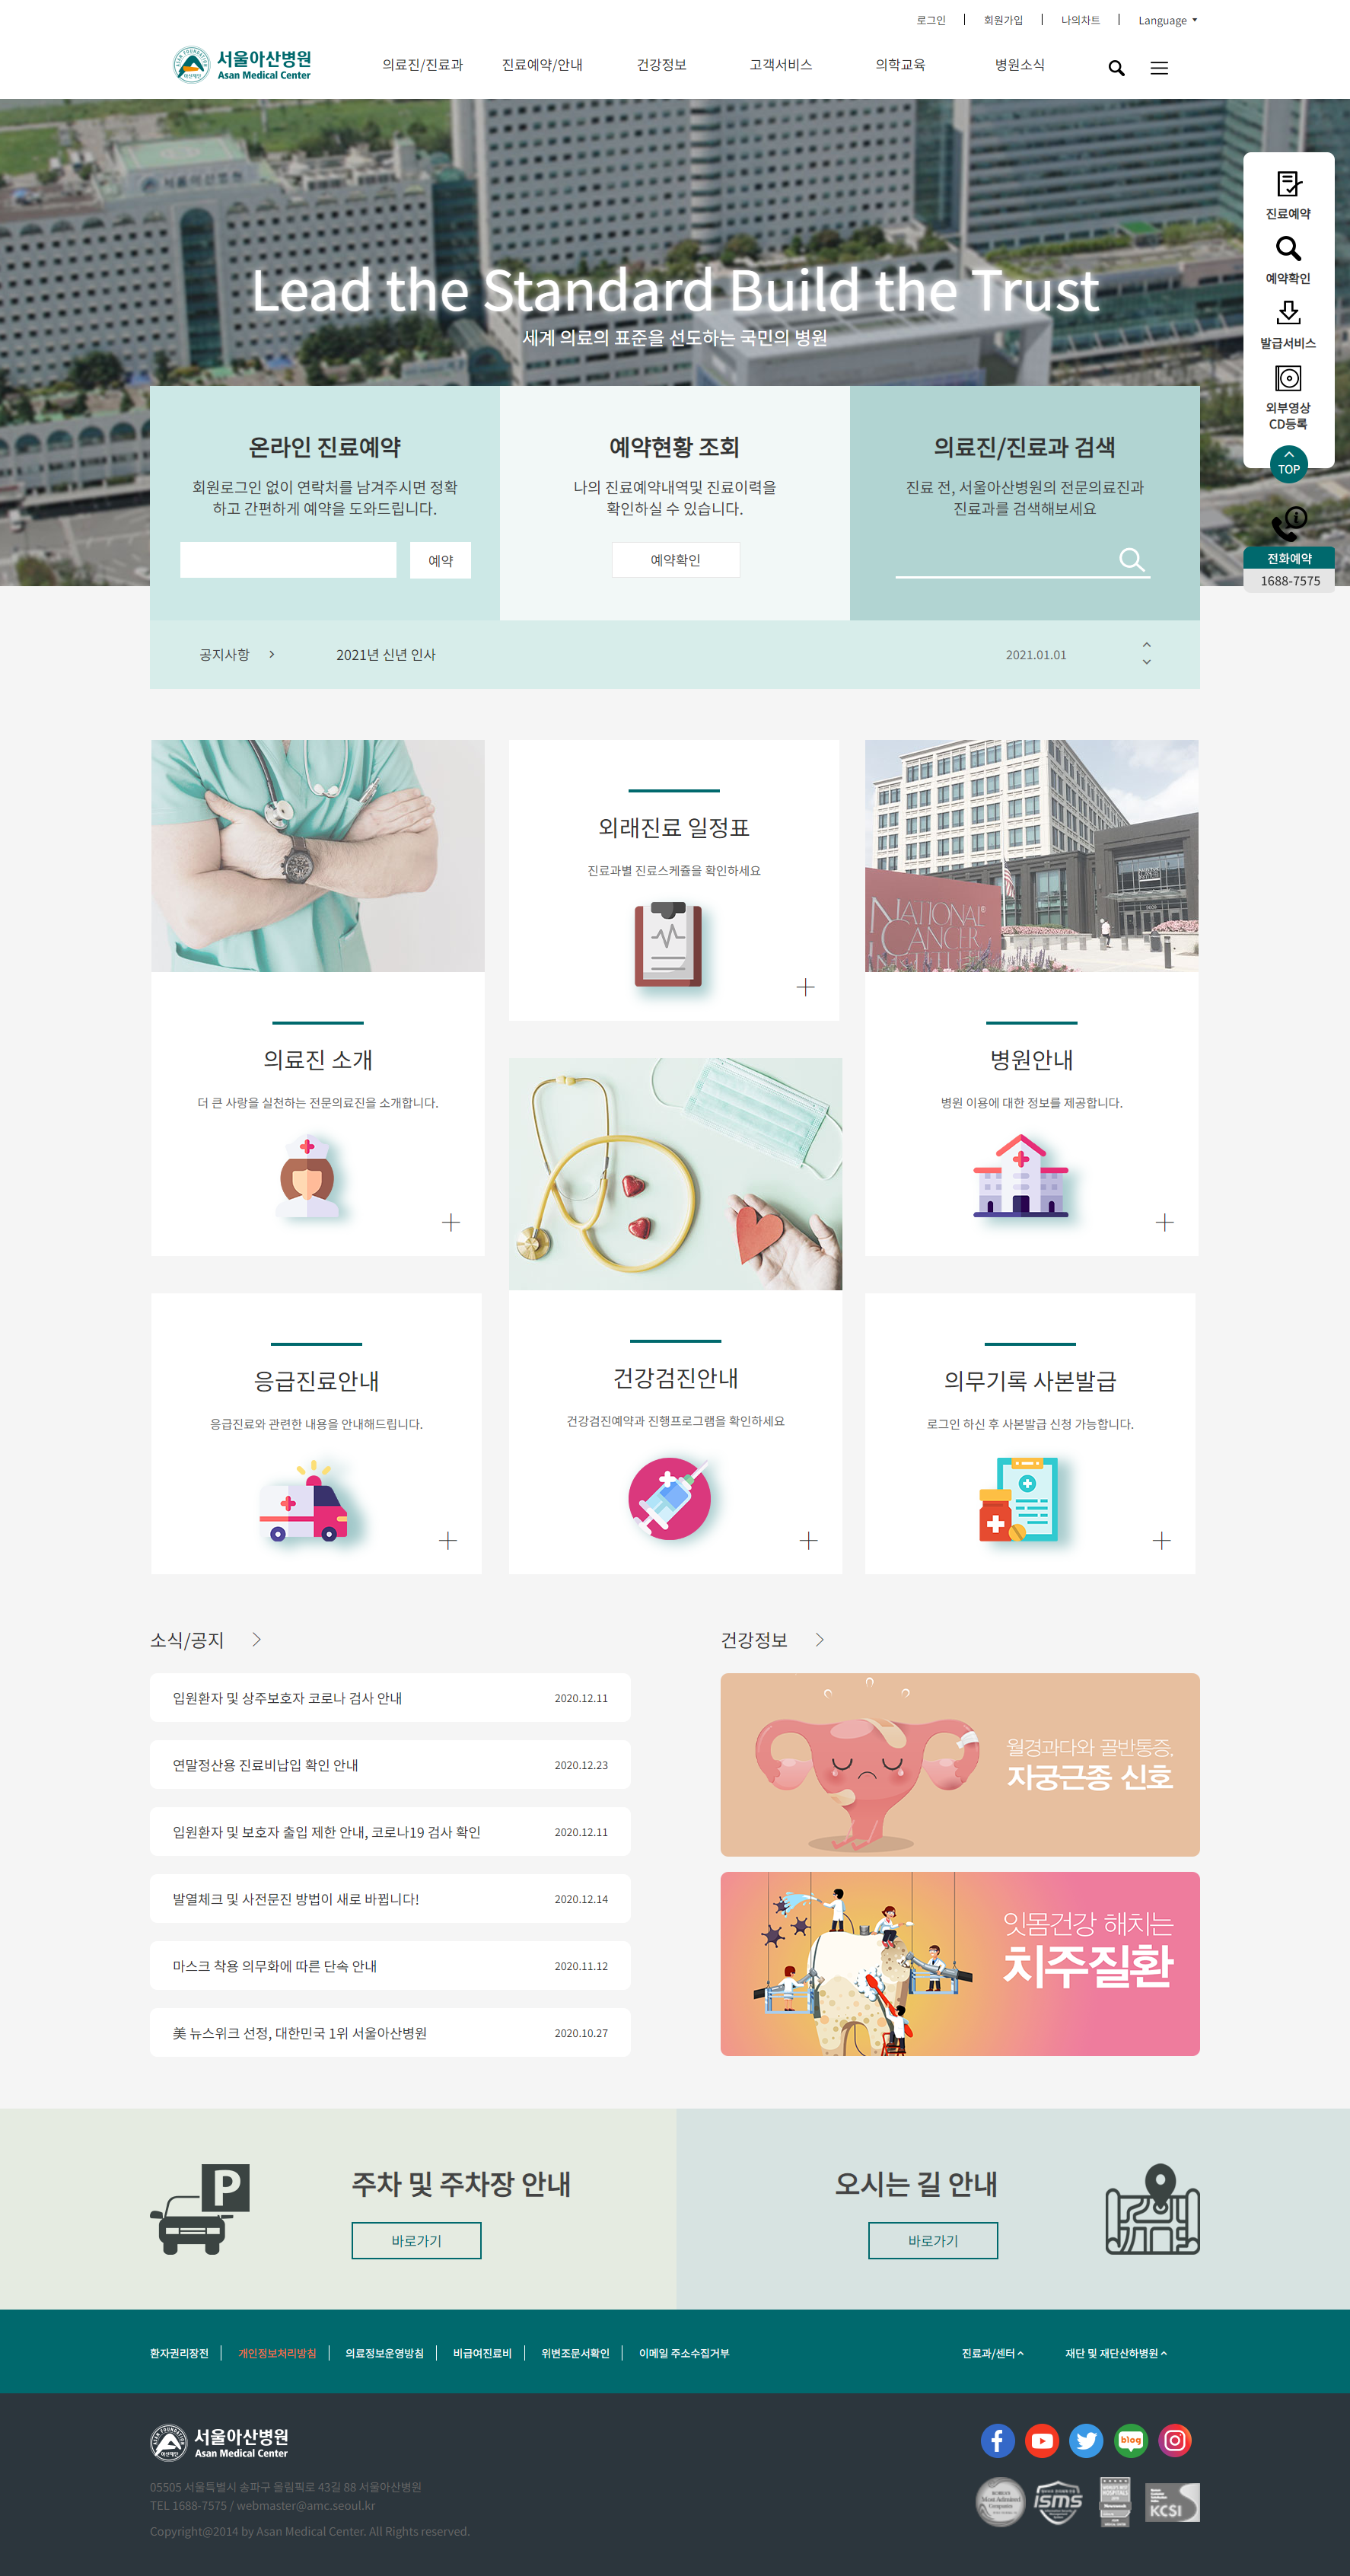 로그인
회원가입
나의차트
Language
서울아산병원
Asan Medical Center
의료진/진료과
진료예약/안내
건강정보
고객서비스
의학교육
병원소식
서울아산병원
Lead the Standard Build the Trust
세계 의료의 표준을 선도하는 국민의 병원
진료예약
예약확인
발급서비스
외부영상
CD등록
TOP
전화예약
1688-7575
온라인 진료예약
회원로그인 없이 연락처를 남겨주시면 정확
하고 간편하게 예약을 도와드립니다.
예약
예약현황 조회
나의 진료예약내역및 진료이력을
확인하실 수 있습니다.
예약확인
의료진/진료과 검색
진료 전, 서울아산병원의 전문의료진과
진료과를 검색해보세요
공지사항
2021년 신년 인사
2021.01.01
외래진료 일정표
진료과별 진료스케쥴을 확인하세요
NATIONAL
CANCER
INSTITUTE
의료진 소개
더 큰 사랑을 실천하는 전문의료진을 소개합니다.
병원안내
병원 이용에 대한 정보를 제공합니다.
응급진료안내
응급진료와 관련한 내용을 안내해드립니다.
건강검진안내
건강검진예약과 진행프로그램을 확인하세요
의무기록 사본발급
로그인 하신 후 사본발급 신청 가능합니다.
소식/공지
입원환자 및 상주보호자 코로나 검사 안내
2020.12.11
연말정산용 진료비납입 확인 안내
2020.12.23
입원환자 및 보호자 출입 제한 안내, 코로나19 검사 확인
2020.12.11
발열체크 및 사전문진 방법이 새로 바뀝니다!
2020.12.14
마스크 착용 의무화에 따른 단속 안내
2020.11.12
美 뉴스위크 선정, 대한민국 1위 서울아산병원
2020.10.27
건강정보
월경과다와 골반통증,
자궁근종 신호
잇몸건강 해치는
치주질환
P
주차 및 주차장 안내
바로가기
오시는 길 안내
바로가기
환자권리장전
개인정보처리방침
의료정보운영방침
비급여진료비
위변조문서확인
이메일 주소수집거부
진료과/센터
재단 및 재단산하병원
서울아산병원
Asan Medical Center
05505 서울특별시 송파구 올림픽로 43길 88 서울아산병원
TEL 1688-7575 / webmaster@amc.seoul.kr
Copyright@2014 by Asan Medical Center. All Rights reserved.
blog
ISMS
KCSI